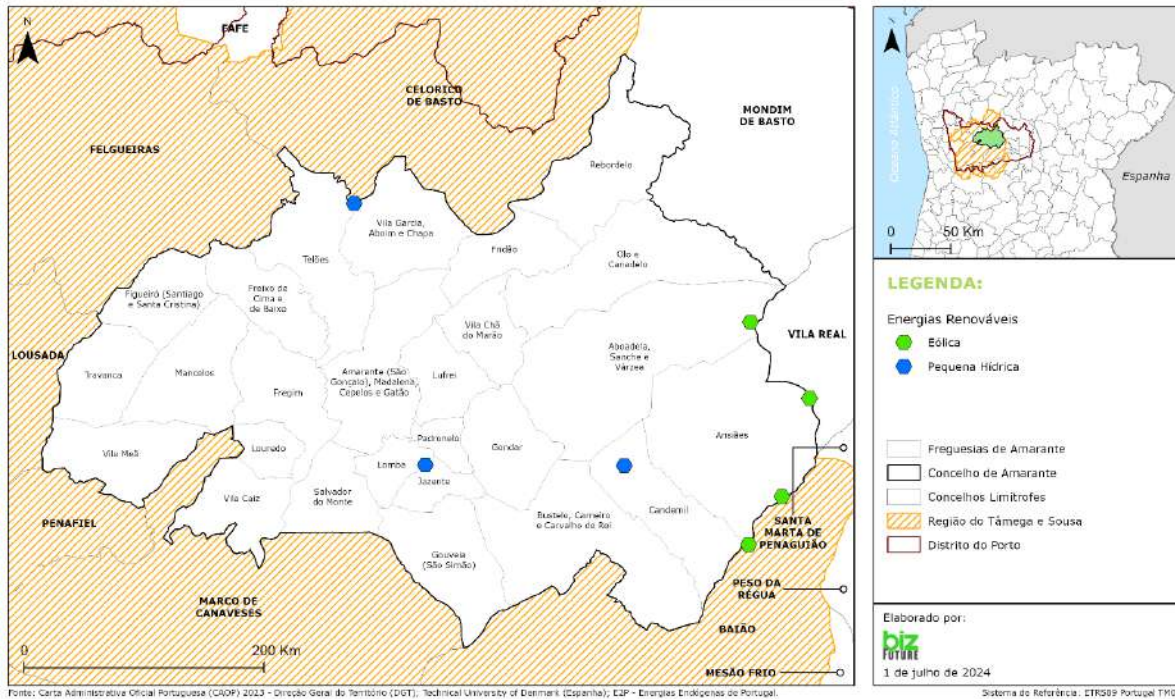 N
FAFE
CELORICO
DE BASTO
MONDIM
DE BASTO
FELGUEIRAS
Rebordelo
Vila Garcia,
Aboim e Chapa
Telões
Fridão
Olo e
Canadelo
Figueiró (Santiago
e Santa Cristina)
Freixo de
Cima e
de Baixo
Vila Chã
do Marão
VILA REAL
LOUSADA
Aboadela,
Sanche e
Várzea
Travanca
Mancelos
Amarante (São
Gonçalo), Madalena,
Cepelos e Gatão
Lufrei
Fregim
Ansiães
Vila Meã
Louredo
Padronelo
Gondar
Lomba
Jazente
Vila Caiz
Salvador
do Monte
Bustelo, Carneiro
e Carvalho de Rei
Candemil
PENAFIEL
SANTA
MARTA DE
PENAGUIÃO
Gouveia
(São Simão)
MARCO DE
CANAVESES
PESO DA
RÉGUA
BAIÃO
MESÃO FRIO
0 200 Km
N
Oceano Atlântico
Espanha
0 50 Km
LEGENDA:
Energias Renováveis
Eólica
Pequena Hídrica
Freguesias de Amarante
Concelho de Amarante
Concelhos Limítrofes
Região do Tâmega e Sousa
Distrito do Porto
Elaborado por:
biz
FUTURE
1 de julho de 2024
Fonte: Carta Administrativa Oficial Portuguesa (CAOP) 2023 - Direção Geral do Território (DGT), Technical University of Denmark (Espanha); E2P - Energias Endógenas de Portugal.
Sistema de Referência: ETRS89 Portugal TM